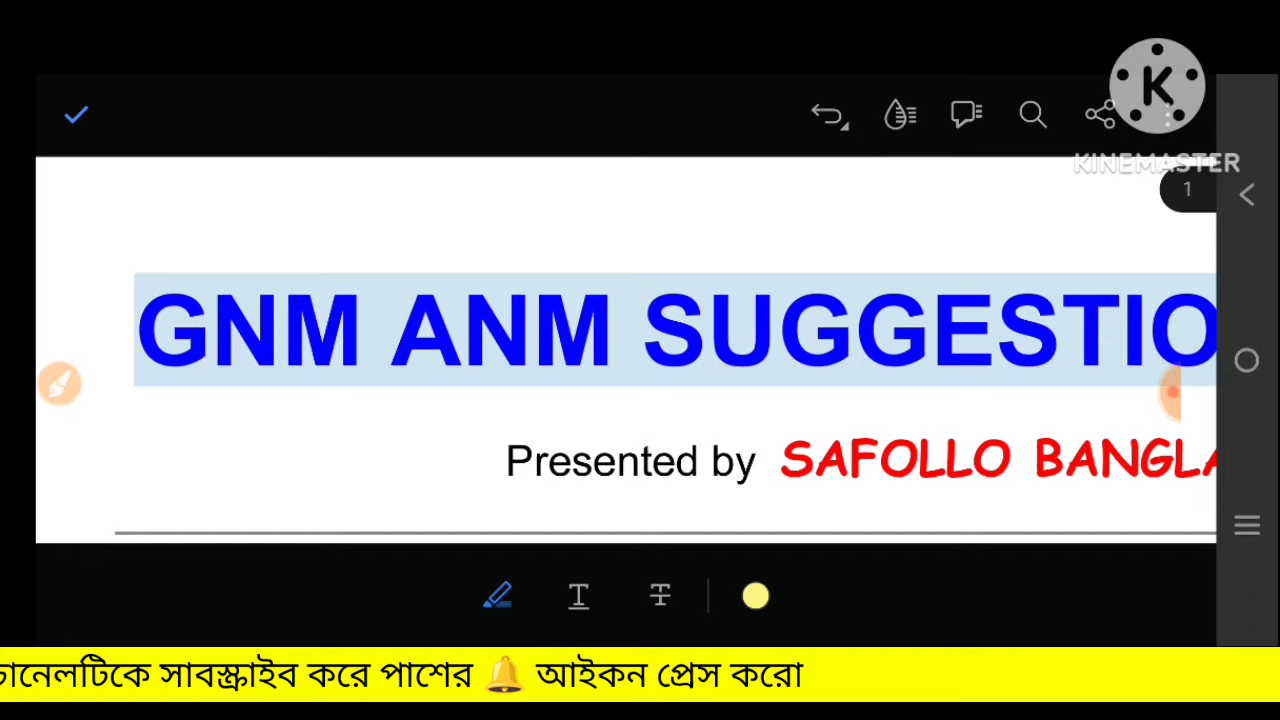 K
KINEMASTER
1
GNM ANM SUGGESTIO
Presented by SAFOLLO BANGLA
চানেলটিকে সাবস্ক্রাইব করে পাশের 🔔 আইকন প্রেস করো